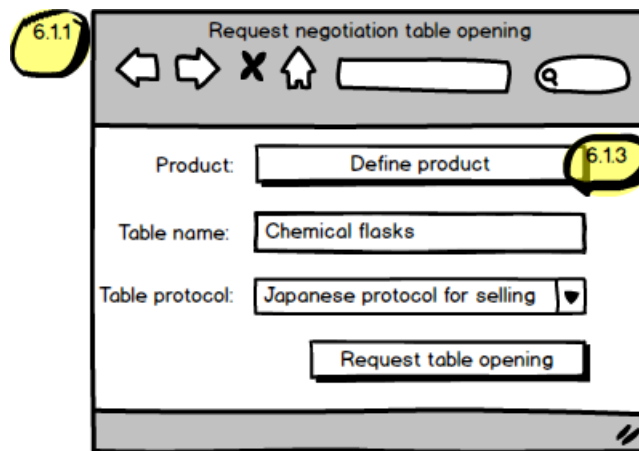 6.1.1
Request negotiation table opening
Product:
Define product
6.1.3
Table name:
Chemical flasks
Table protocol:
Japanese protocol for selling
Request table opening